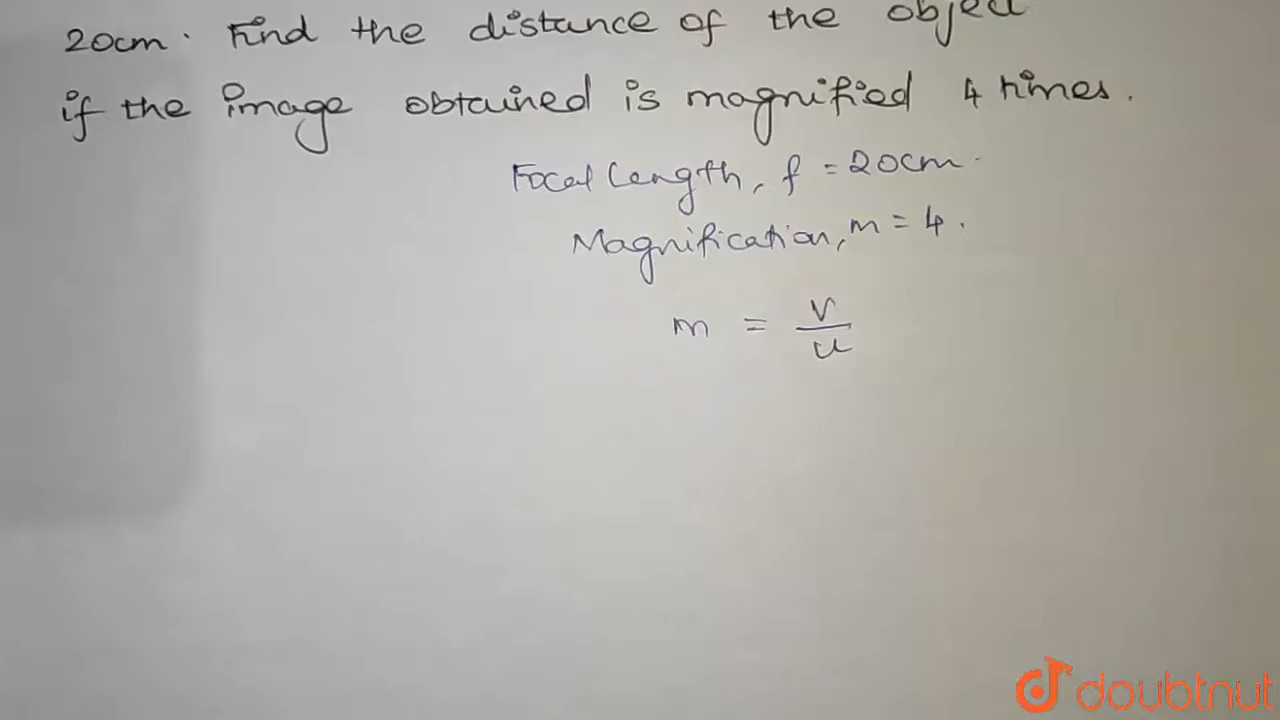 20cm. Find the distance of the object
if the image obtained is magnified 4 times.
Focal length, f = 20cm.
Magnification, m = 4.
m = v/u
doubtnut